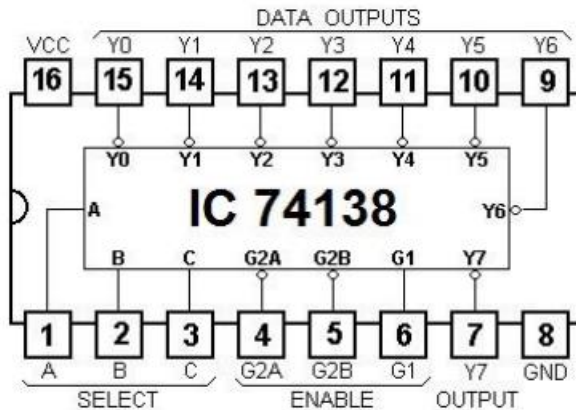 DATA OUTPUTS
VCC Y0 Y1 Y2 Y3 Y4 Y5 Y6
16 15 14 13 12 11 10 9
Y0 Y1 Y2 Y3 Y4 Y5
A IC 74138 Y6
B C G2A G2B G1 Y7
1 2 3 4 5 6 7 8
A B C G2A G2B G1 Y7 GND
SELECT ENABLE OUTPUT